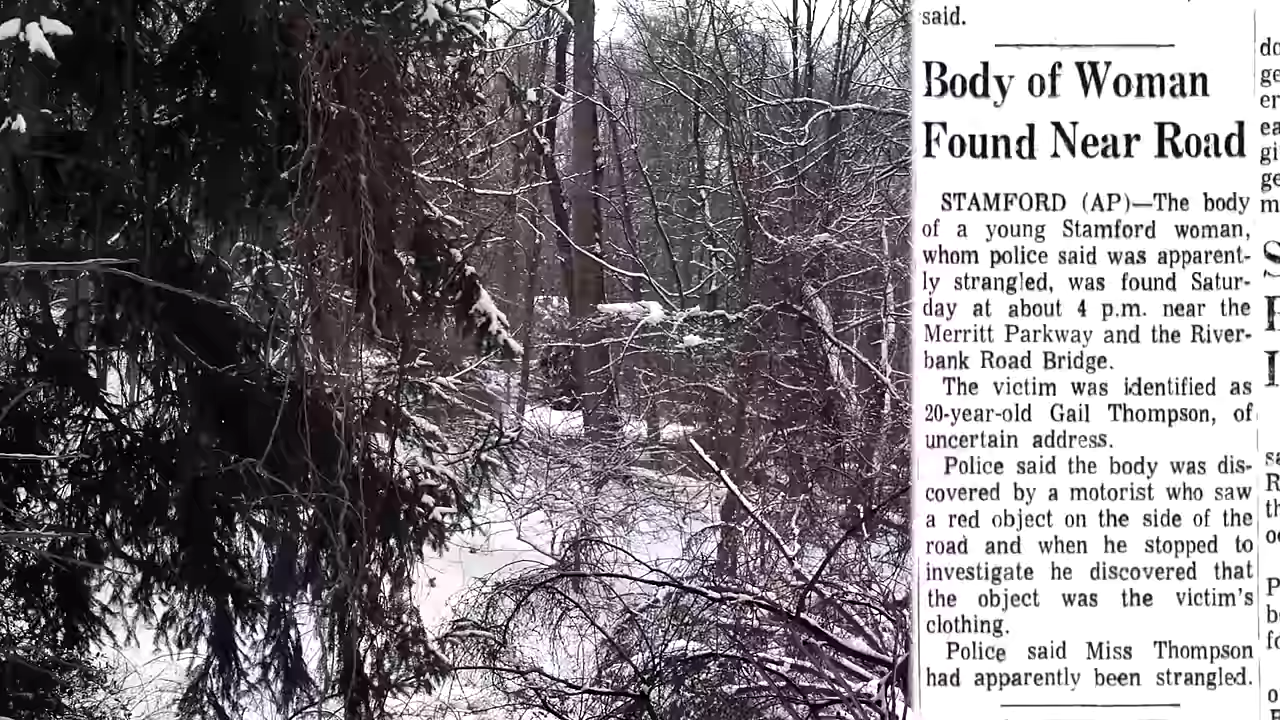 said.
Body of Woman
Found Near Road
STAMFORD (AP)—The body
of a young Stamford woman,
whom police said was apparent-
ly strangled, was found Satur-
day at about 4 p.m. near the
Merritt Parkway and the River-
bank Road Bridge.
The victim was identified as
20-year-old Gail Thompson, of
uncertain address.
Police said the body was dis-
covered by a motorist who saw
a red object on the side of the
road and when he stopped to
investigate he discovered that
the object was the victim's
clothing.
Police said Miss Thompson
had apparently been strangled.